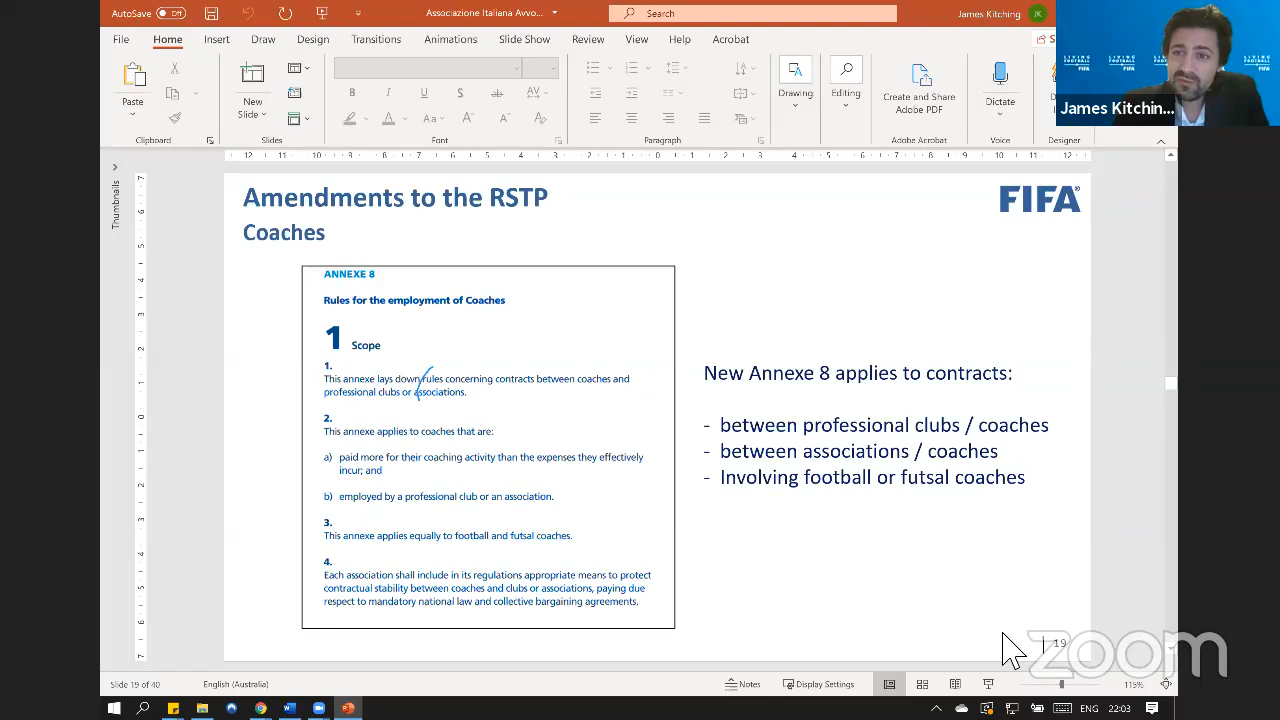 AutoSave Off
Associazione Italiana Avvo...
Search
James Kitching
JK
File Home Insert Draw Design Transitions Animations Slide Show Review View Help Acrobat
Paste
New
Slide
Drawing
Editing
Create and Share
Adobe PDF
Dictate
Clipboard
Slides
Font
Paragraph
Adobe Acrobat
Voice
Designer
LIVING FOOTBALL FIFA
James Kitchin...
Thumbnails
Amendments to the RSTP
FIFA®
Coaches
ANNEXE 8
Rules for the employment of Coaches
1 Scope
1.
This annexe lays down rules concerning contracts between coaches and
professional clubs or associations.
2.
This annexe applies to coaches that are:
a) paid more for their coaching activity than the expenses they effectively
incur; and
b) employed by a professional club or an association.
3.
This annexe applies equally to football and futsal coaches.
4.
Each association shall include in its regulations appropriate means to protect
contractual stability between coaches and clubs or associations, paying due
respect to mandatory national law and collective bargaining agreements.
New Annexe 8 applies to contracts:
- between professional clubs / coaches
- between associations / coaches
- Involving football or futsal coaches
19
zoom
Slide 19 of 40
English (Australia)
Notes
Display Settings
115%
ENG
22:03